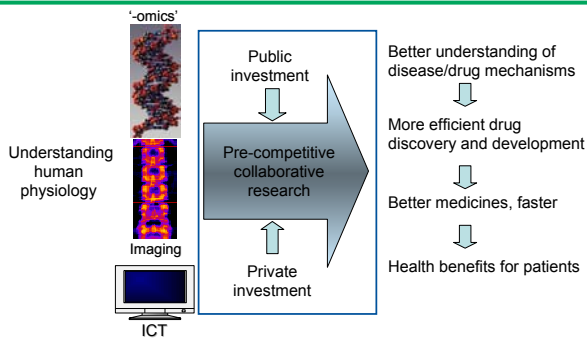 '-omics'
Understanding
human
physiology
Imaging
ICT
Public
investment
Pre-competitive
collaborative
research
Private
investment
Better understanding of
disease/drug mechanisms
More efficient drug
discovery and development
Better medicines, faster
Health benefits for patients